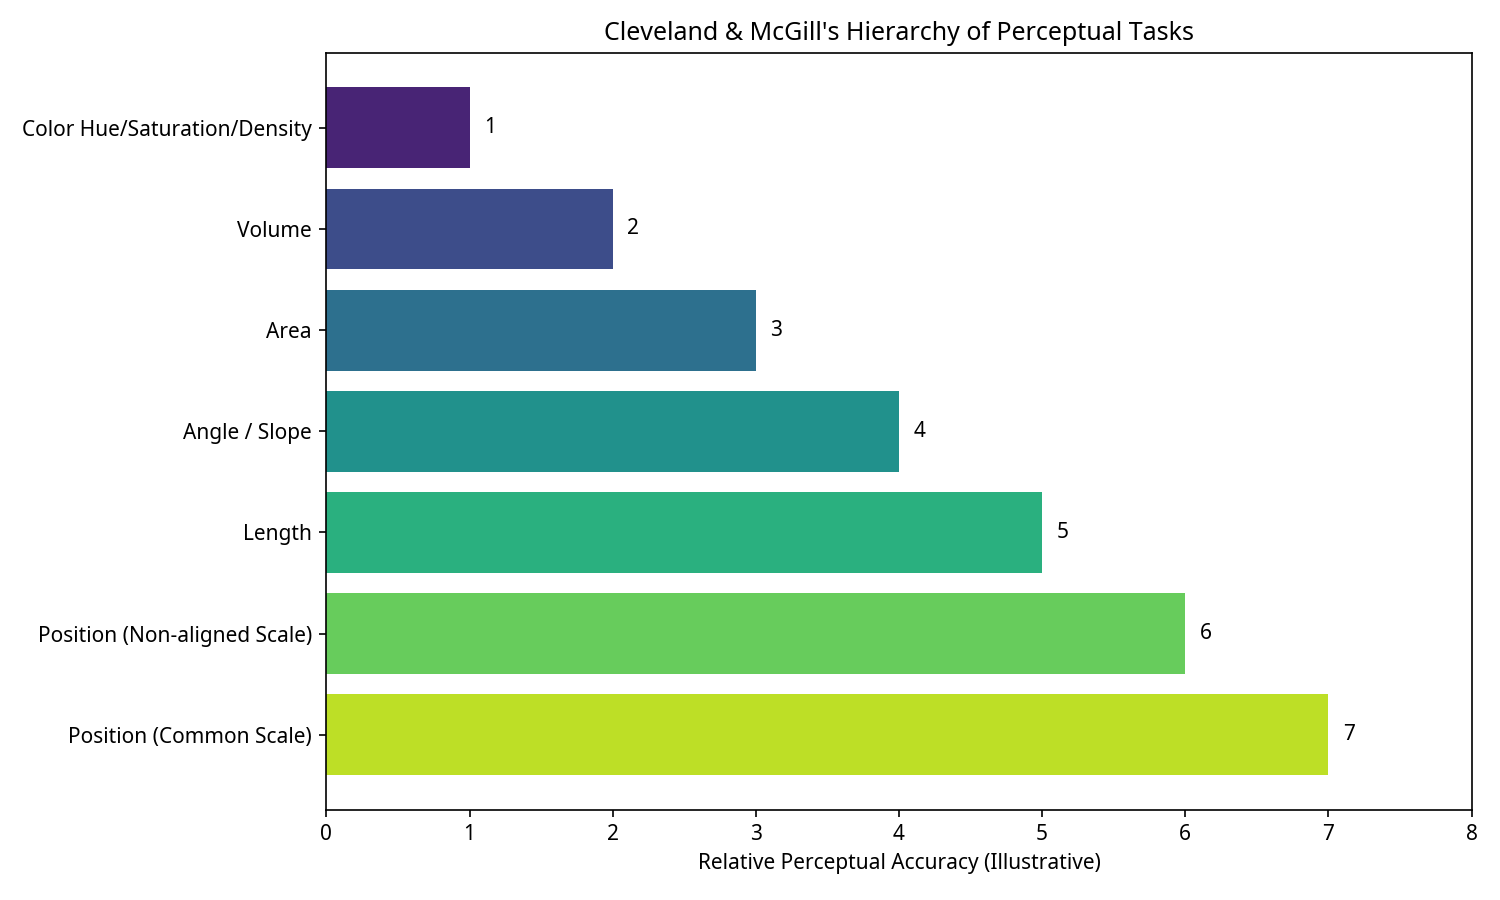 Cleveland & McGill's Hierarchy of Perceptual Tasks
Color Hue/Saturation/Density
1
Volume
2
Area
3
Angle / Slope
4
Length
5
Position (Non-aligned Scale)
6
Position (Common Scale)
7
0 1 2 3 4 5 6 7 8
Relative Perceptual Accuracy (Illustrative)